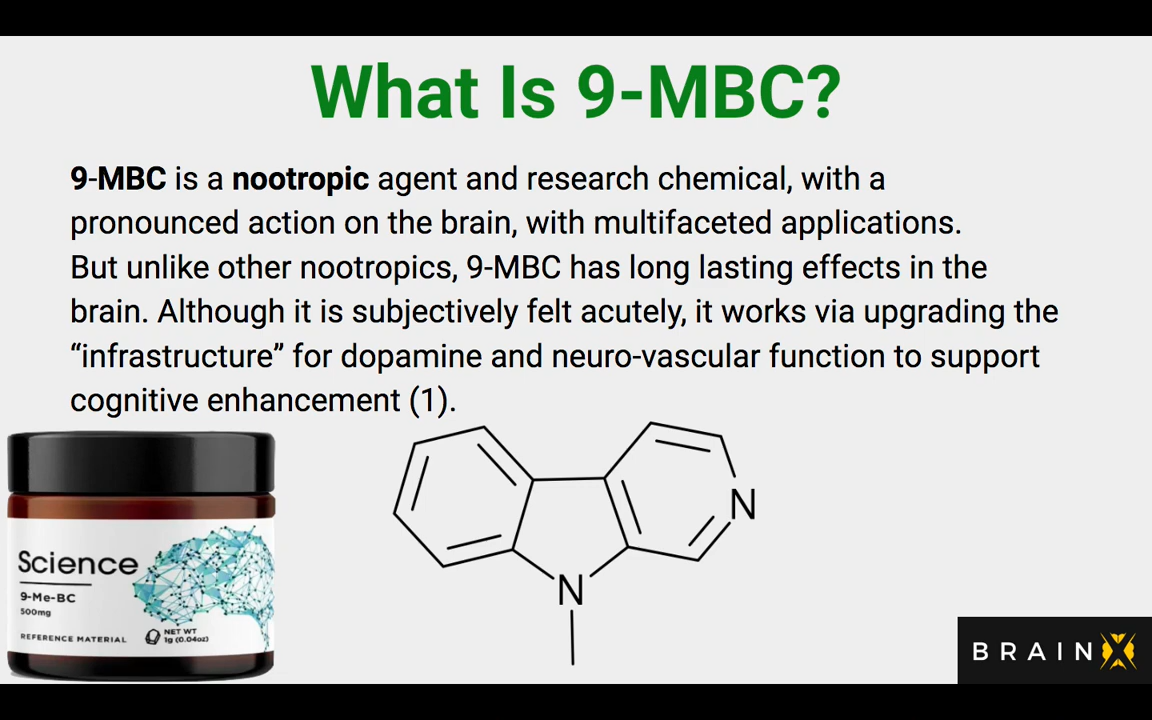 What Is 9-MBC?
9-MBC is a nootropic agent and research chemical, with a
pronounced action on the brain, with multifaceted applications.
But unlike other nootropics, 9-MBC has long lasting effects in the
brain. Although it is subjectively felt acutely, it works via upgrading the
“infrastructure” for dopamine and neuro-vascular function to support
cognitive enhancement (1).
N
N
Science
9-Me-BC
500mg
REFERENCE MATERIAL
NET WT
1g (0.04oz)
BRAINX